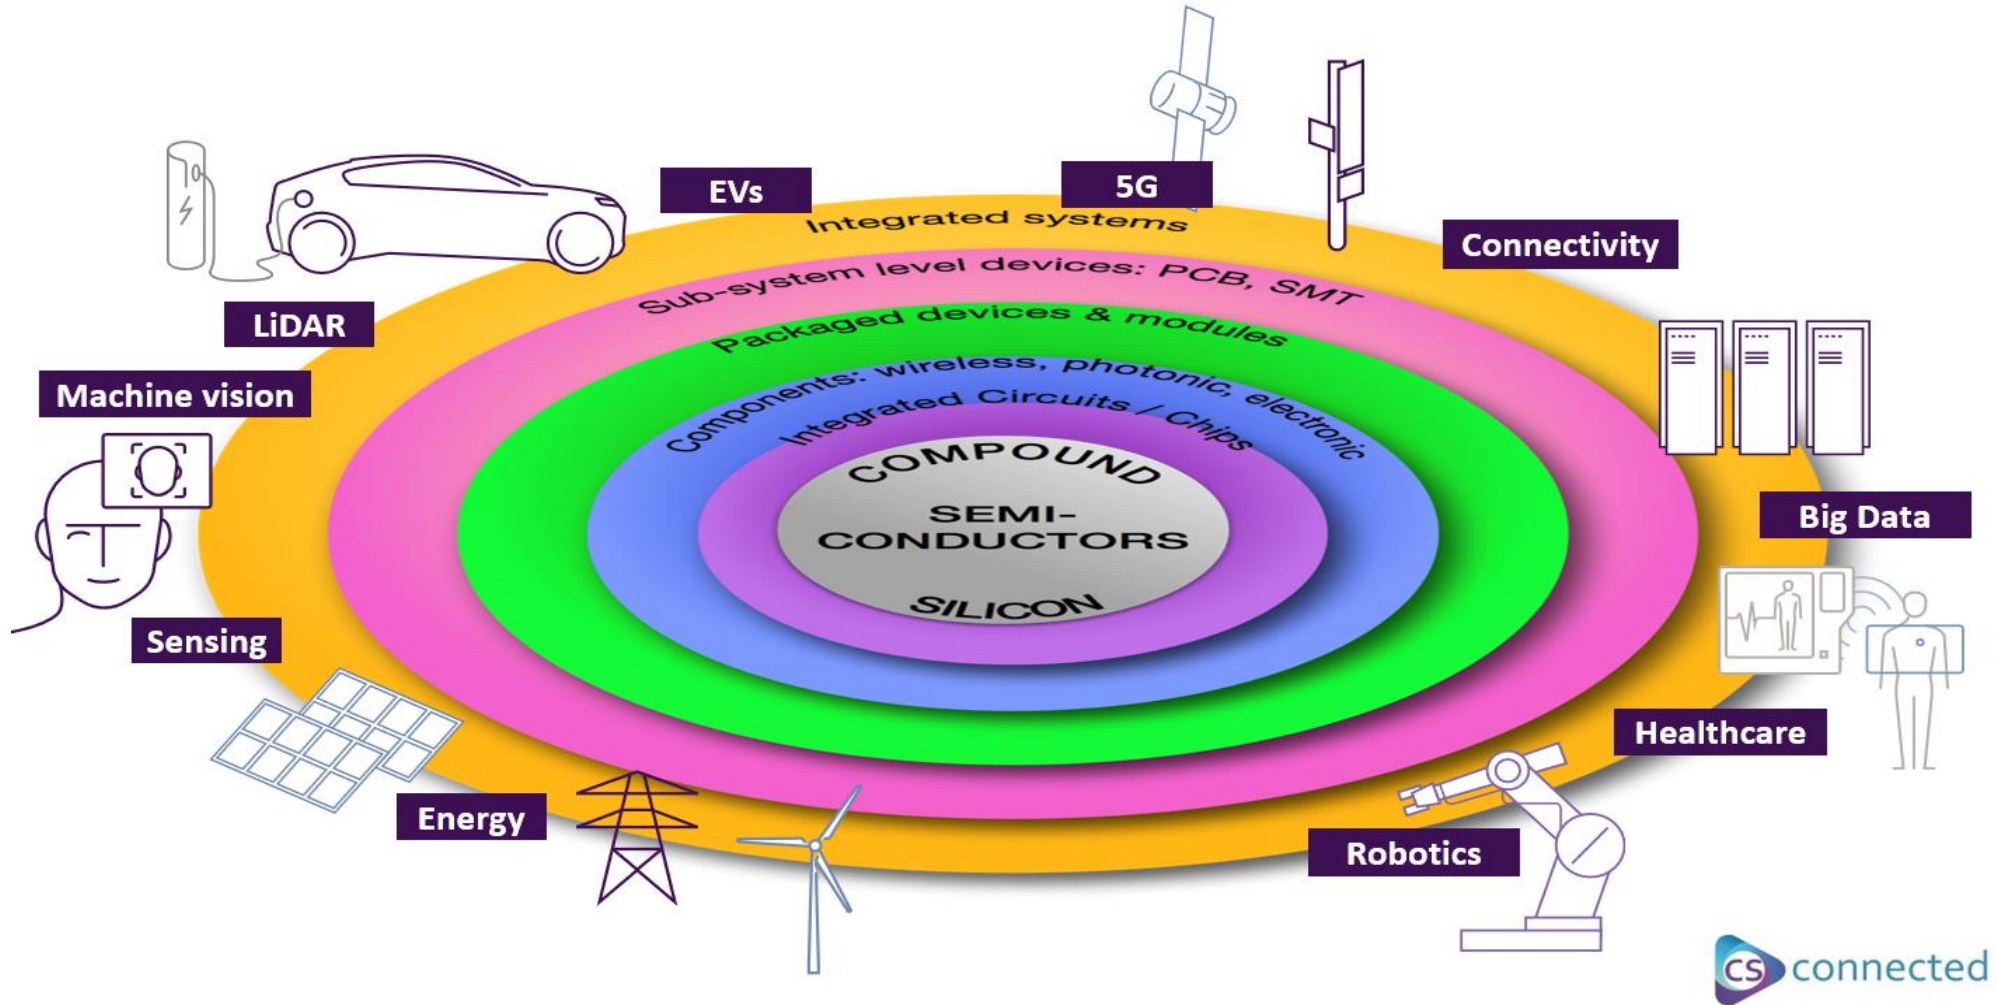 EVs
5G
Integrated systems
Connectivity
Sub-system level devices: PCB, SMT
LiDAR
Packaged devices & modules
Machine vision
Components: wireless, photonic, electronic
Integrated Circuits / Chips
COMPOUND
SEMI-
CONDUCTORS
SILICON
Big Data
Sensing
Healthcare
Energy
Robotics
CS connected